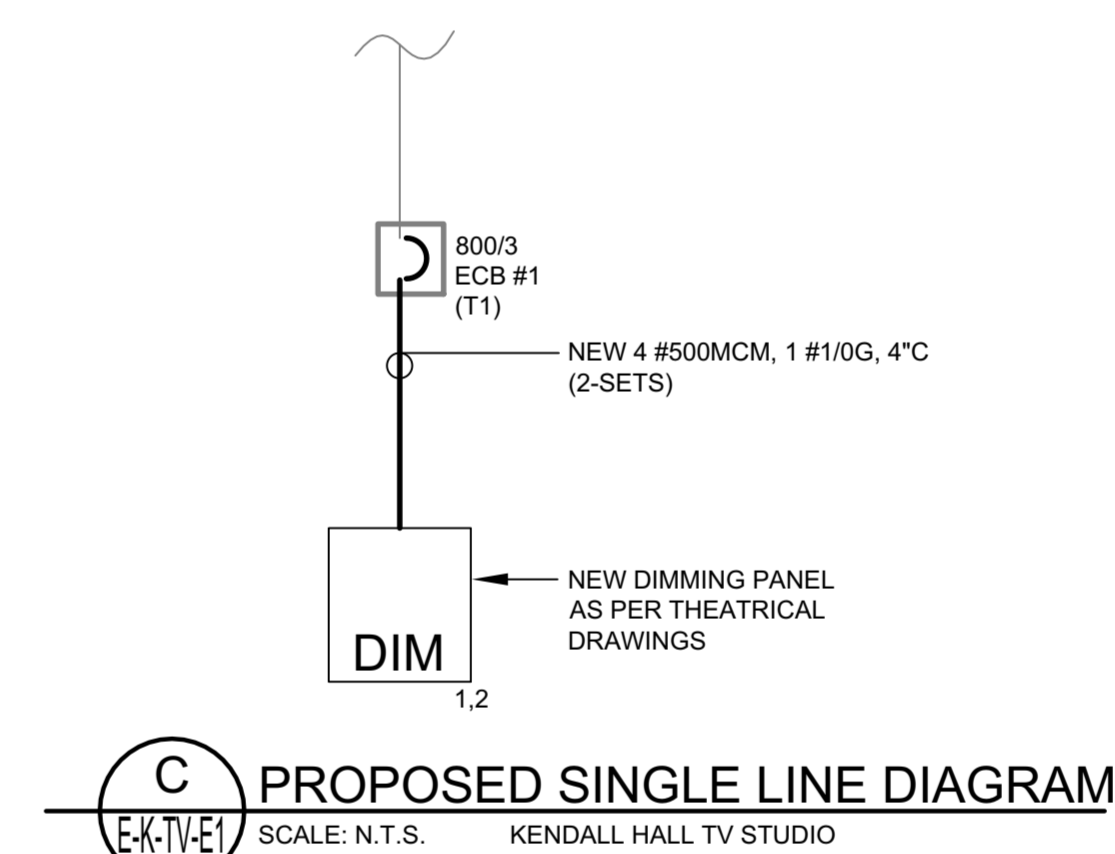 800/3
ECB #1
(T1)
NEW 4 #500MCM, 1 #1/0G, 4"C
(2-SETS)
NEW DIMMING PANEL
AS PER THEATRICAL
DRAWINGS
DIM
1,2
C
PROPOSED SINGLE LINE DIAGRAM
E-K-TV-E1
SCALE: N.T.S. KENDALL HALL TV STUDIO